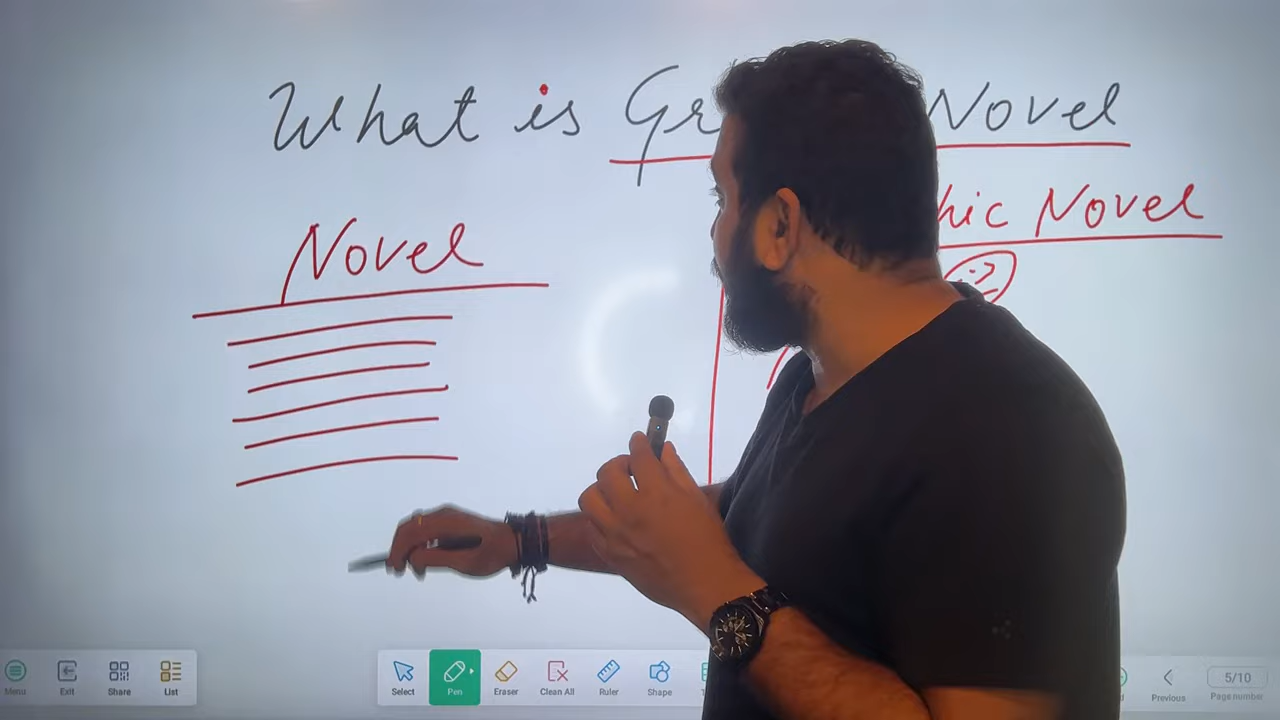 What is Gr Novel
hic Novel
Novel
Menu
Exit
Share
List
Select
Pen
Eraser
Clean All
Ruler
Shape
Previous
5/10
Page number